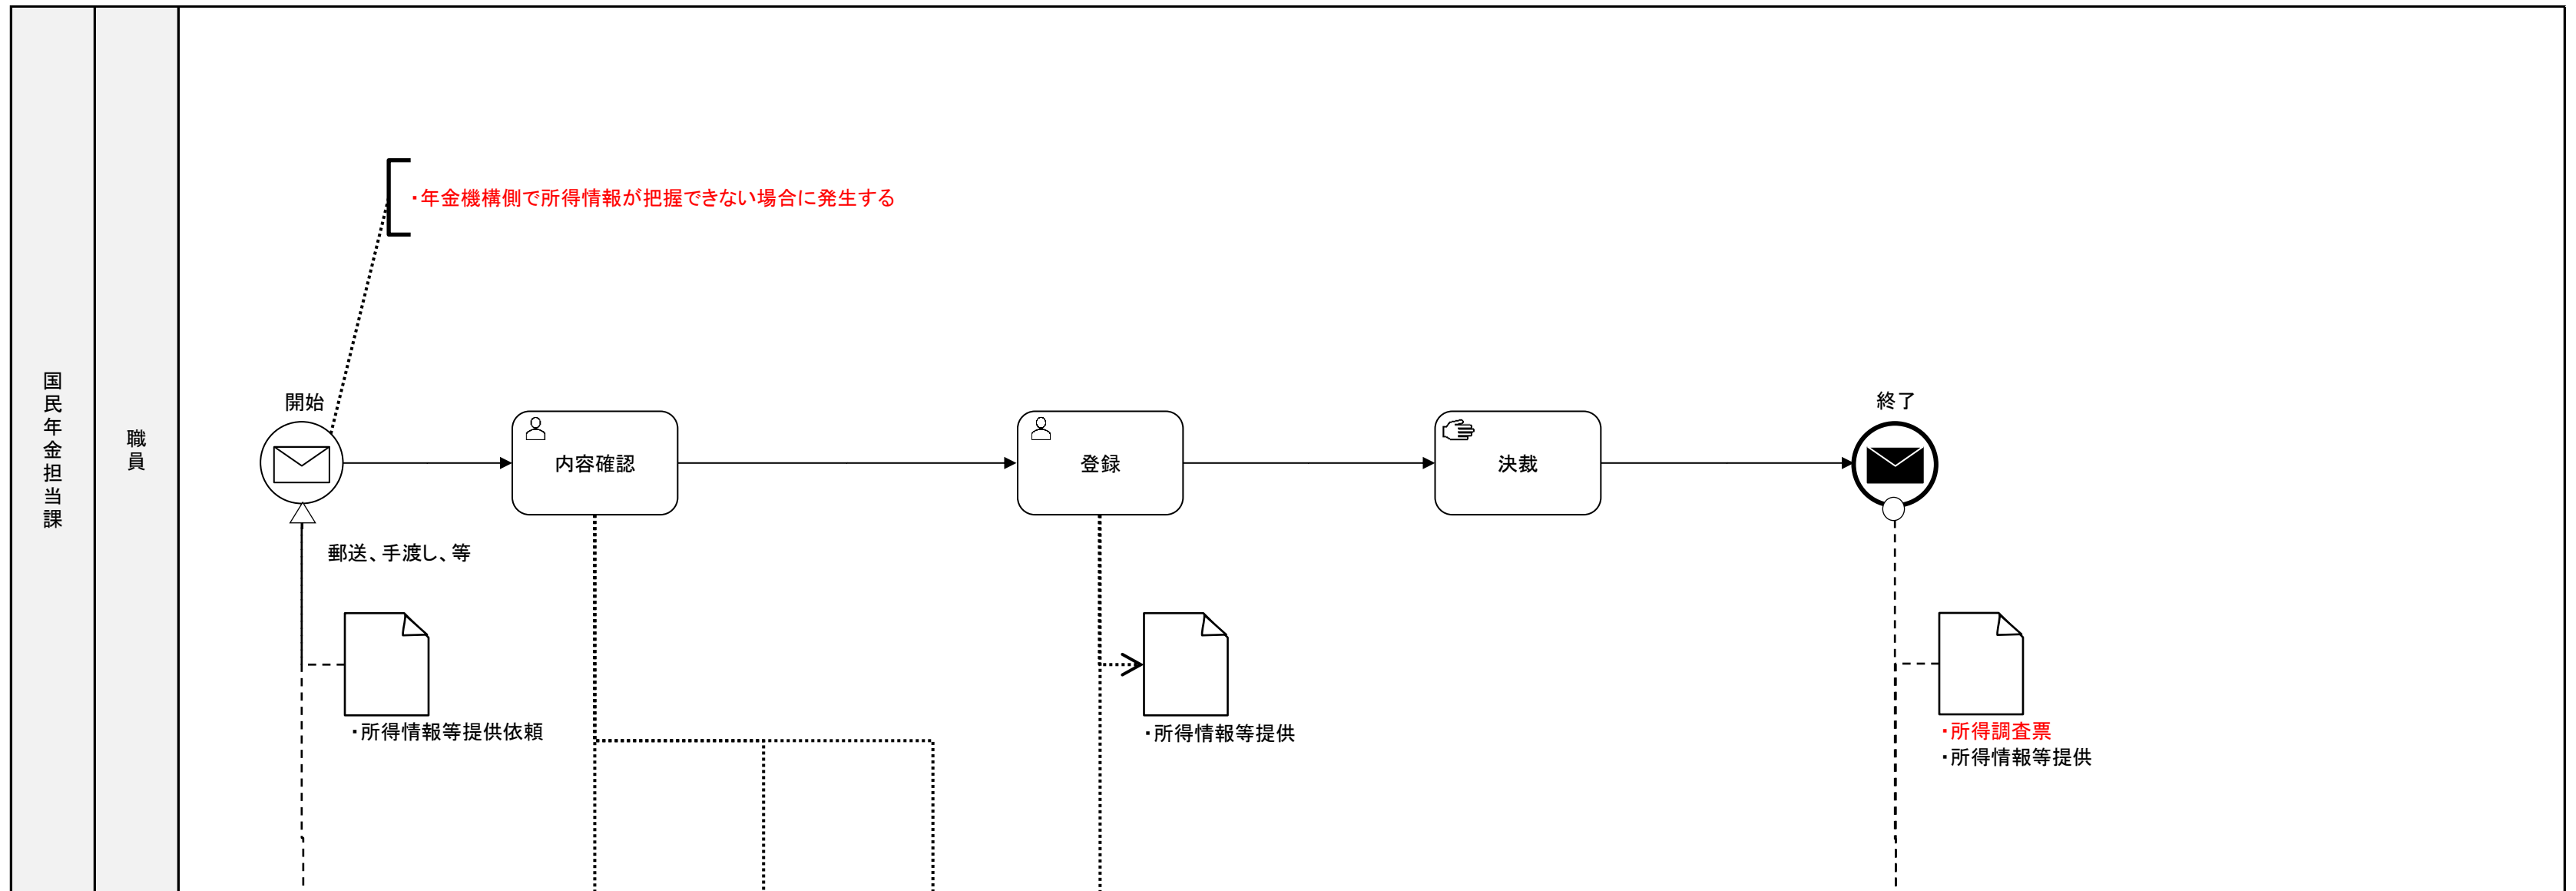 国民年金担当課
職員
・年金機構側で所得情報が把握できない場合に発生する
開始
内容確認
登録
決裁
終了
郵送、手渡し、等
・所得情報等提供依頼
・所得情報等提供
・所得調査票
・所得情報等提供